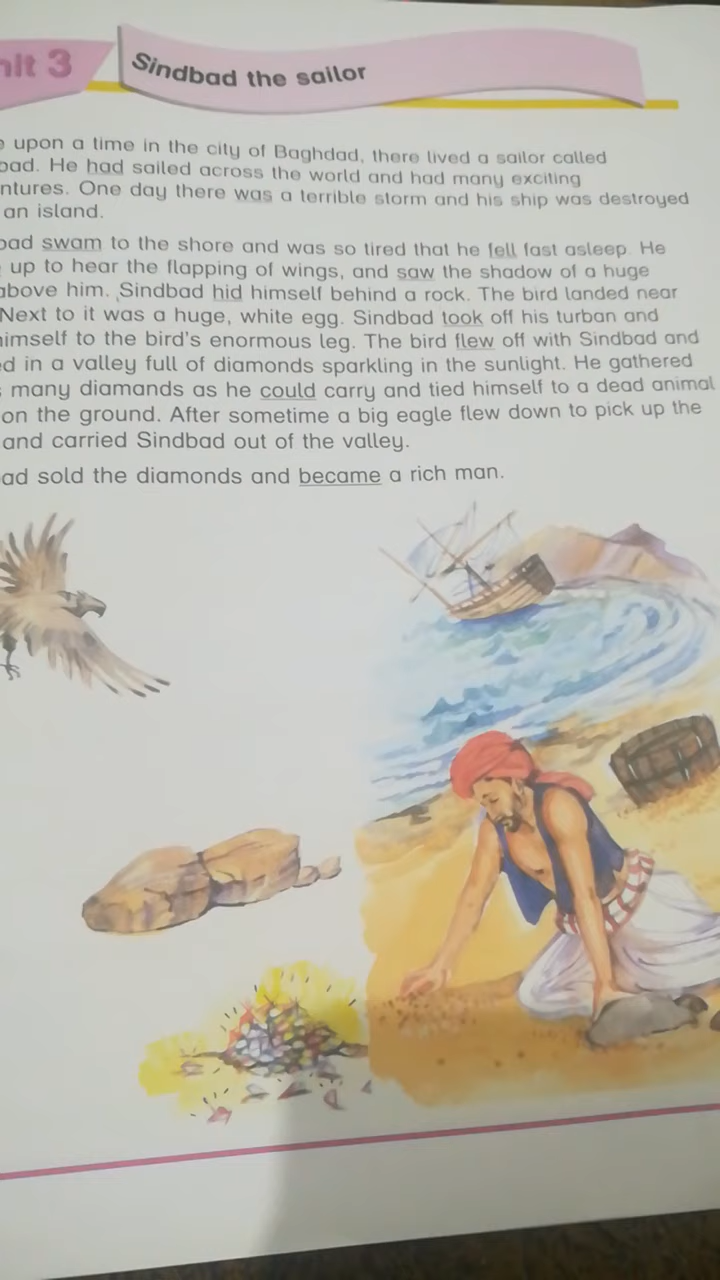 nit 3
Sindbad the sailor
upon a time in the city of Baghdad, there lived a sailor called
bad. He had sailed across the world and had many exciting
ntures. One day there was a terrible storm and his ship was destroyed
an island.
bad swam to the shore and was so tired that he fell fast asleep. He
up to hear the flapping of wings, and saw the shadow of a huge
above him. Sindbad hid himself behind a rock. The bird landed near
Next to it was a huge, white egg. Sindbad took off his turban and
himself to the bird's enormous leg. The bird flew off with Sindbad and
ed in a valley full of diamonds sparkling in the sunlight. He gathered
many diamands as he could carry and tied himself to a dead animal
on the ground. After sometime a big eagle flew down to pick up the
and carried Sindbad out of the valley.
ad sold the diamonds and became a rich man.